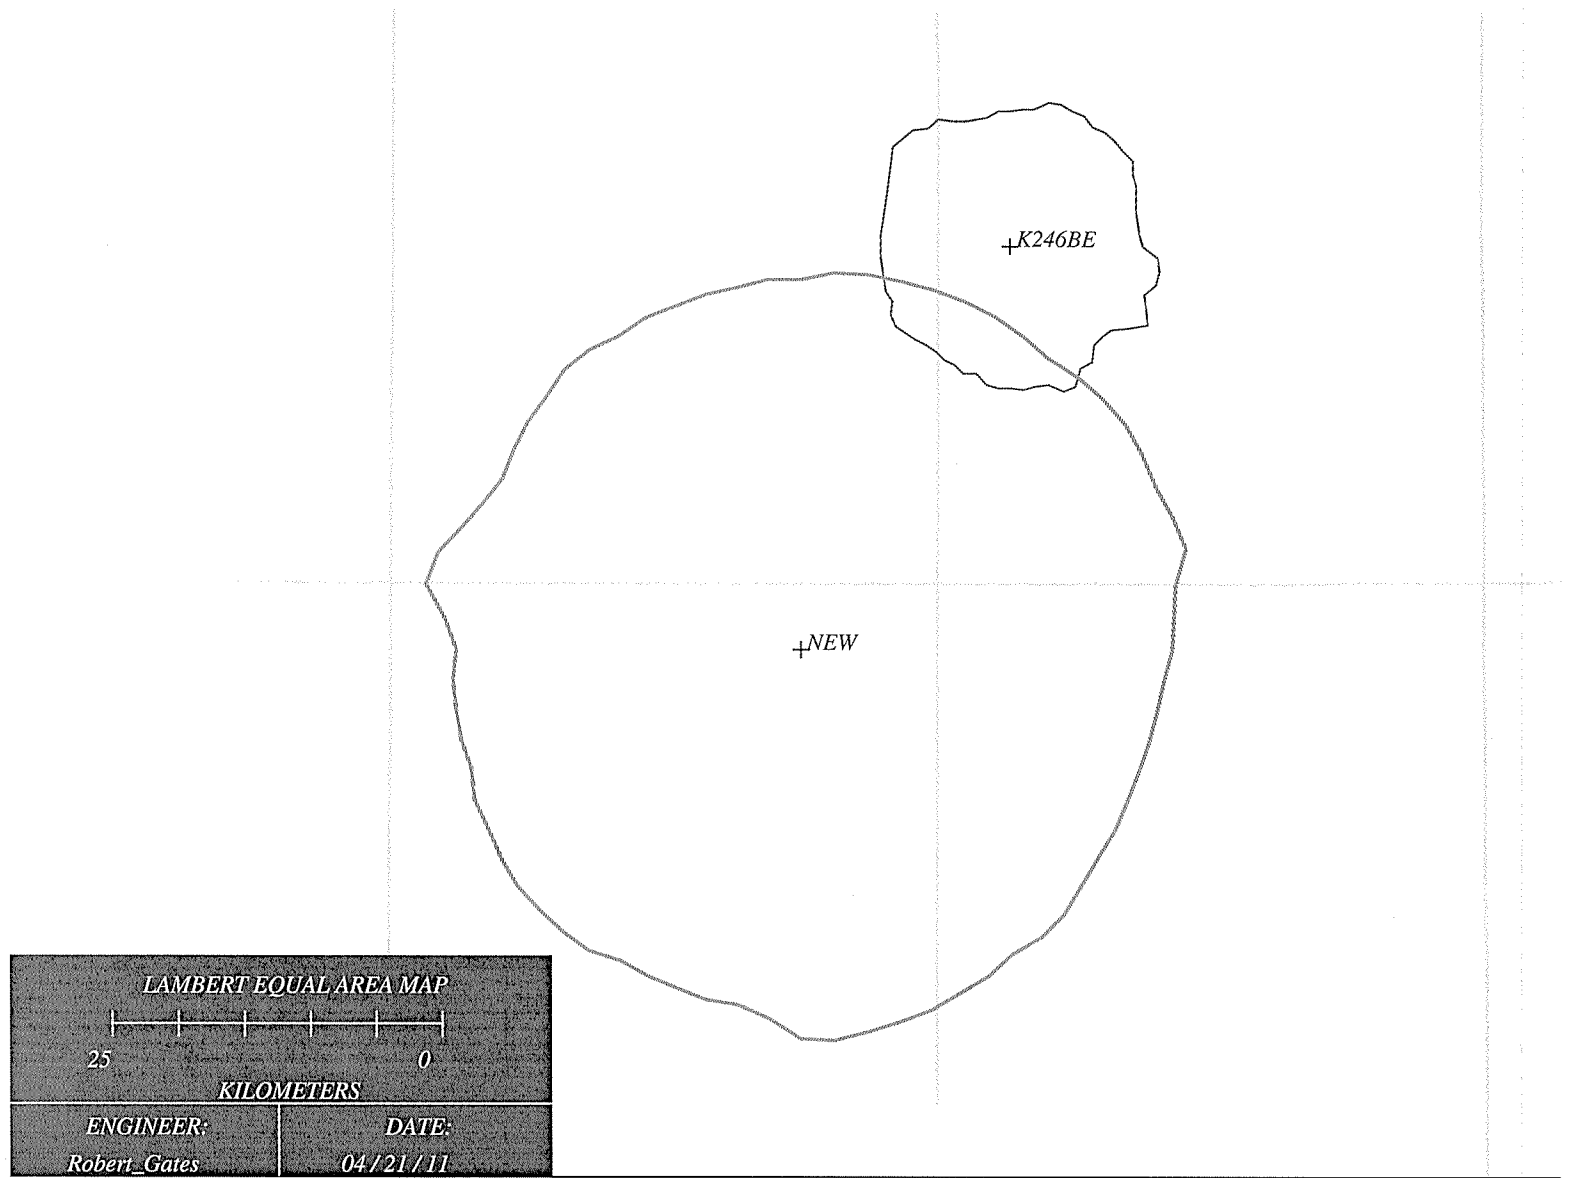 K246BE
NEW
LAMBERT EQUAL AREA MAP
25 0
KILOMETERS
ENGINEER: DATE:
Robert_Gates 04/21/11